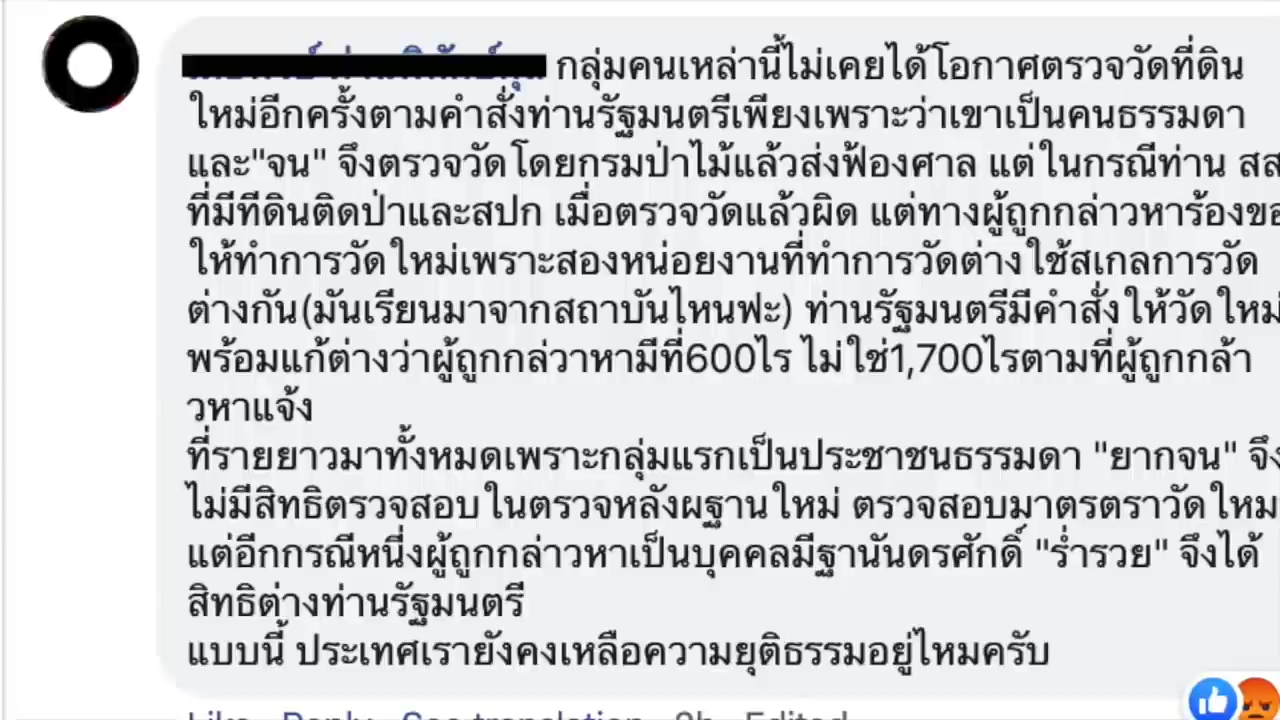 กลุ่มคนเหล่านี้ไม่เคยได้โอกาศตรวจวัดที่ดิน
ใหม่อีกครั้งตามคำสั่งท่านรัฐมนตรีเพียงเพราะว่าเขาเป็นคนธรรมดา
และ"จน" จึงตรวจวัดโดยกรมป่าไม้แล้วส่งฟ้องศาล แต่ในกรณีท่าน สส
ที่มีทีดินติดป่าและสปก เมื่อตรวจวัดแล้วผิด แต่ทางผู้ถูกกล่าวหาร้องขอ
ให้ทำการวัดใหม่เพราะสองหน่อยงานที่ทำการวัดต่างใช้สเกลการวัด
ต่างกัน(มันเรียนมาจากสถาบันไหนฟะ) ท่านรัฐมนตรีมีคำสั่งให้วัดใหม่
พร้อมแก้ต่างว่าผู้ถูกกล่วาหามีที่600ไร ไม่ใช่1,700ไรตามที่ผู้ถูกกล้า
วหาแจ้ง
ที่รายยาวมาทั้งหมดเพราะกลุ่มแรกเป็นประชาชนธรรมดา "ยากจน" จึง
ไม่มีสิทธิตรวจสอบในตรวจหลังผฐานใหม่ ตรวจสอบมาตรตราวัดใหม
แต่อีกกรณีหนี่งผู้ถูกกล่าวหาเป็นบุคคลมีฐานันดรศักดิ์ "ร่ำรวย" จึงได้
สิทธิต่างท่านรัฐมนตรี
แบบนี้ ประเทศเรายังคงเหลือความยุติธรรมอยู่ไหมครับ
Like Reply See translation Edited